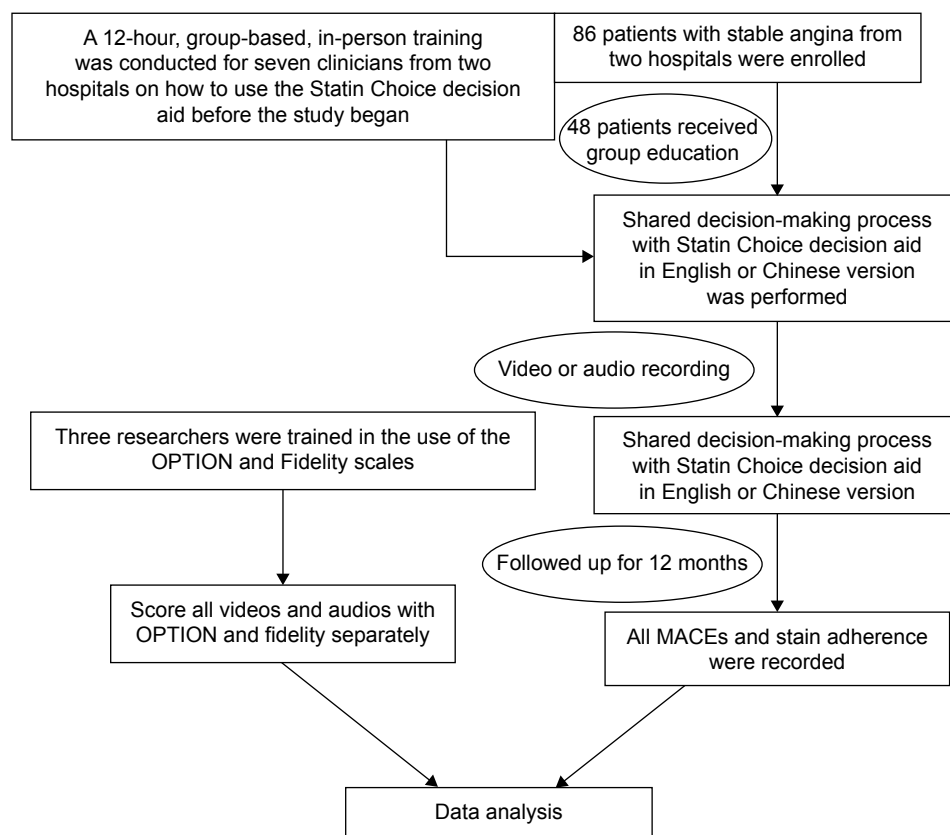 A 12-hour, group-based, in-person training
was conducted for seven clinicians from two
hospitals on how to use the Statin Choice decision
aid before the study began
86 patients with stable angina from
two hospitals were enrolled
48 patients received
group education
Shared decision-making process
with Statin Choice decision aid
in English or Chinese version
was performed
Video or audio recording
Three researchers were trained in the use of the
OPTION and Fidelity scales
Shared decision-making process
with Statin Choice decision aid
in English or Chinese version
Followed up for 12 months
Score all videos and audios with
OPTION and fidelity separately
All MACEs and stain adherence
were recorded
Data analysis